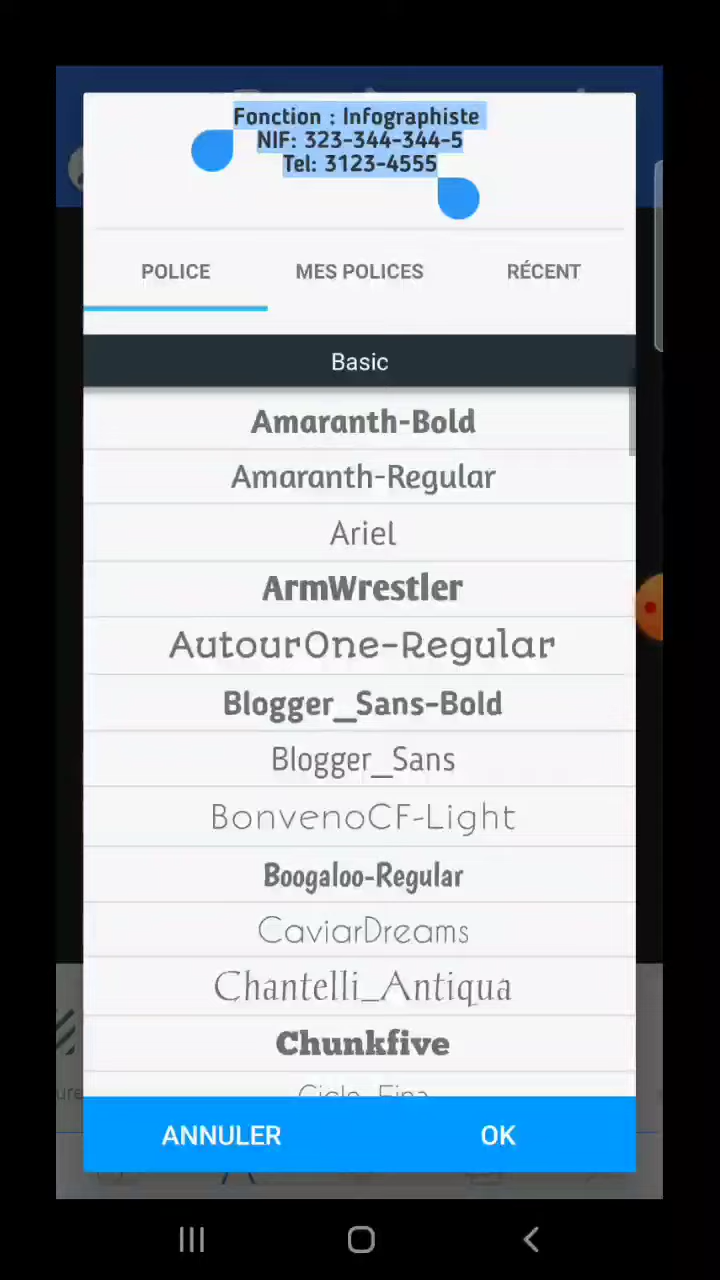 Fonction : Infographiste
NIF: 323-344-344-5
Tel: 3123-4555
POLICE
MES POLICES
RÉCENT
Basic
Amaranth-Bold
Amaranth-Regular
Ariel
ArmWrestler
AutourOne-Regular
Blogger_Sans-Bold
Blogger_Sans
BonvenoCF-Light
Boogaloo-Regular
CaviarDreams
Chantelli_Antiqua
Chunkfive
ANNULER
OK